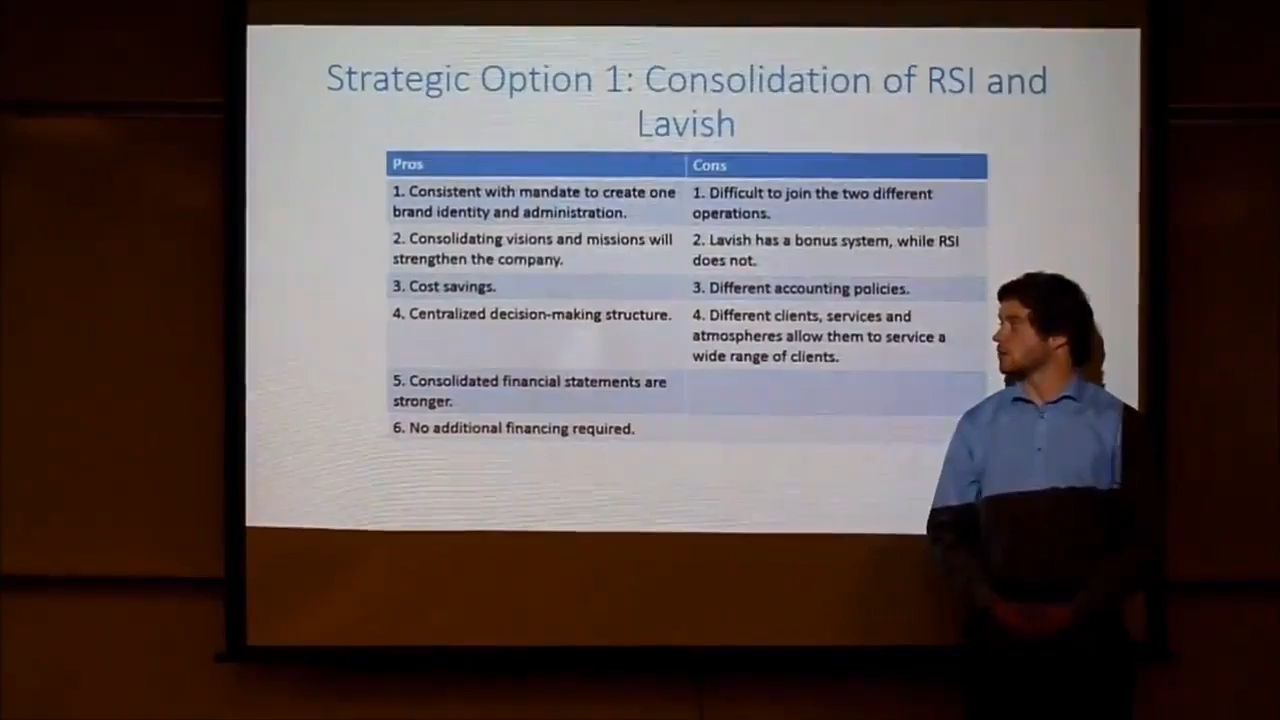 Strategic Option 1: Consolidation of RSI and
Lavish
Pros
Cons
1. Consistent with mandate to create one
brand identity and administration.
1. Difficult to join the two different
operations.
2. Consolidating visions and missions will
strengthen the company.
2. Lavish has a bonus system, while RSI
does not.
3. Cost savings.
3. Different accounting policies.
4. Centralized decision-making structure.
4. Different clients, services and
atmospheres allow them to service a
wide range of clients.
5. Consolidated financial statements are
stronger.
6. No additional financing required.